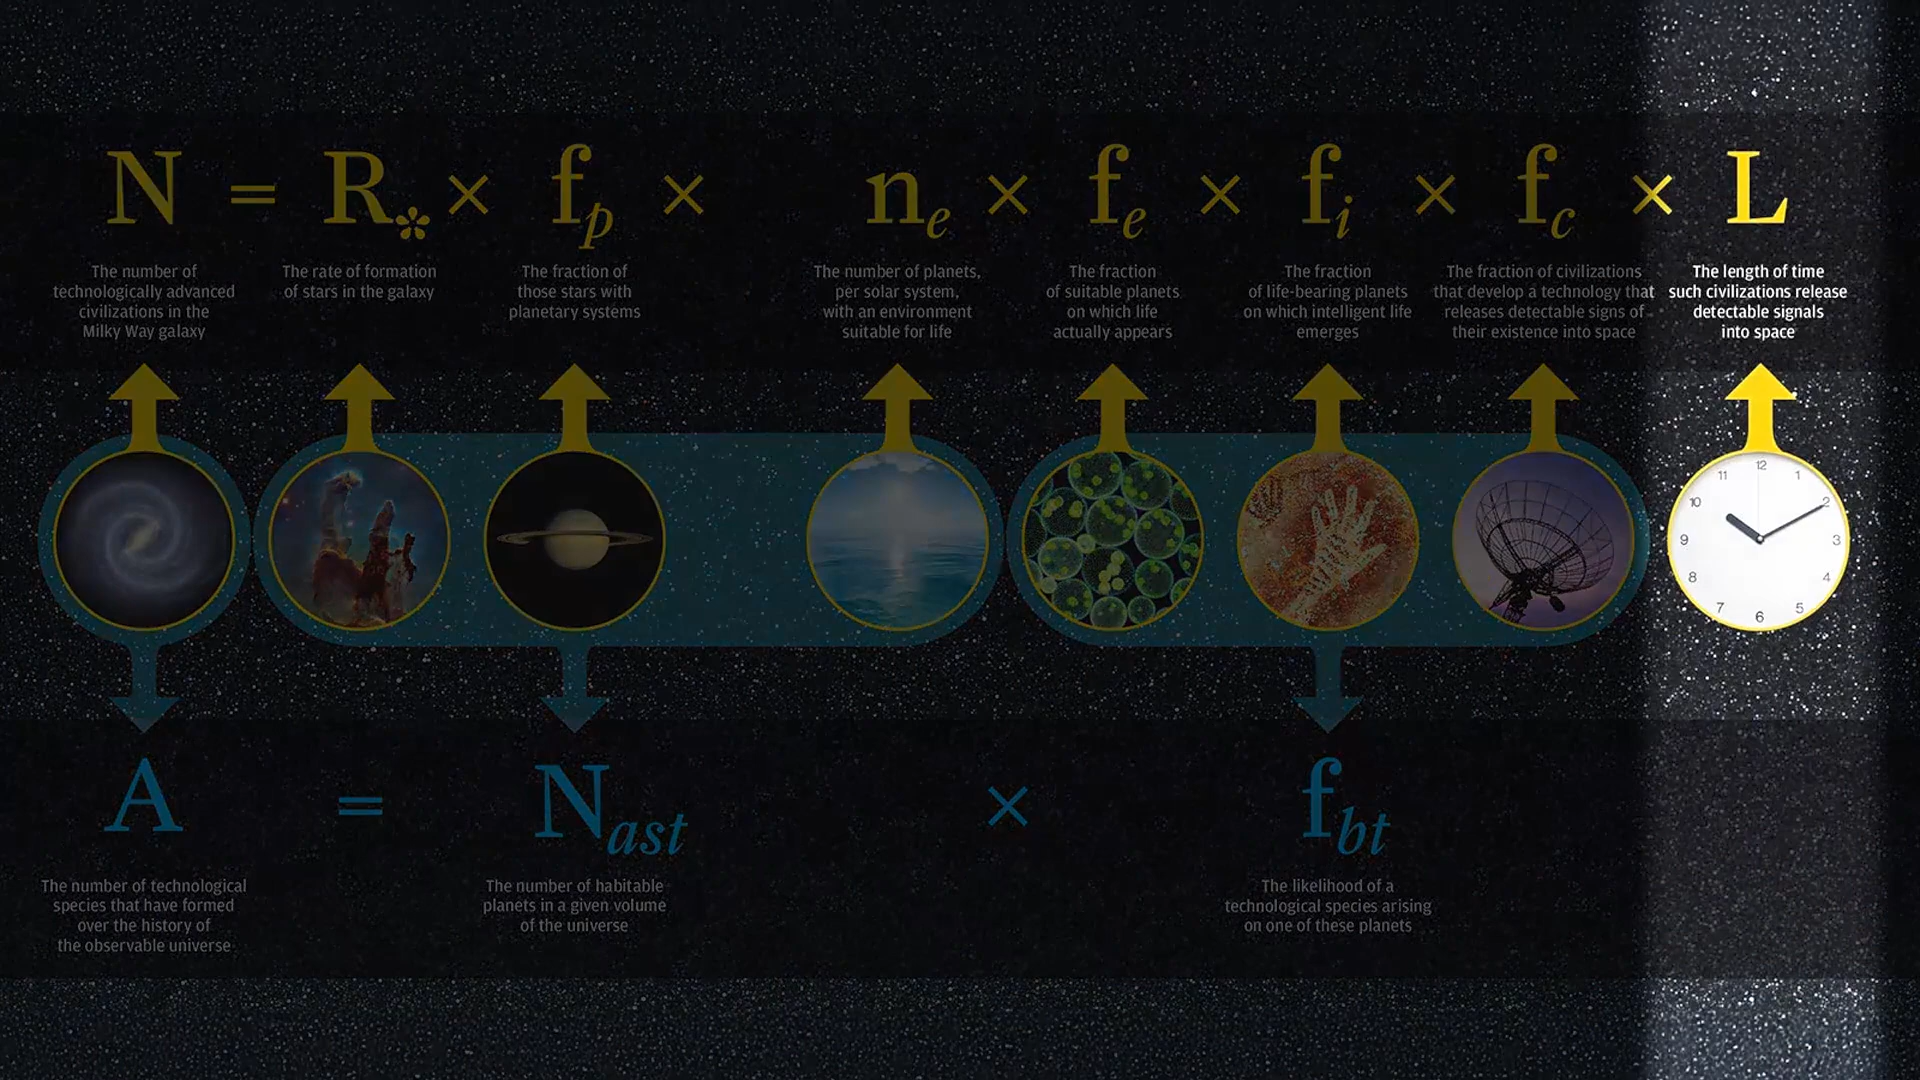 N = R* × fp × ne × fe × fi × fc × L
The number of
technologically advanced
civilizations in the
Milky Way galaxy
The rate of formation
of stars in the galaxy
The fraction of
those stars with
planetary systems
The number of planets,
per solar system,
with an environment
suitable for life
The fraction
of suitable planets
on which life
actually appears
The fraction
of life-bearing planets
on which intelligent life
emerges
The fraction of civilizations
that develop a technology that
releases detectable signs of
their existence into space
The length of time
such civilizations release
detectable signals
into space
12
1
2
3
4
5
6
7
8
9
10
11
A = Nast × fbt
The number of technological
species that have formed
over the history of
the observable universe
The number of habitable
planets in a given volume
of the universe
The likelihood of a
technological species arising
on one of these planets